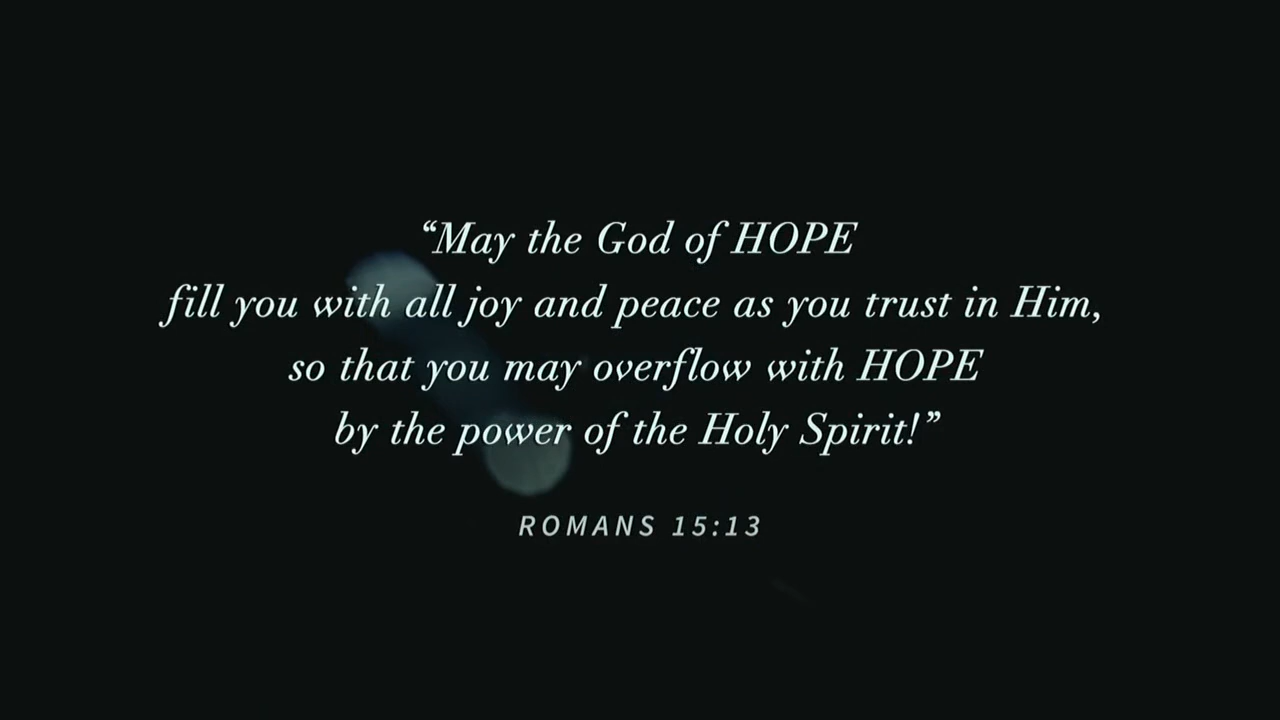 “May the God of HOPE
fill you with all joy and peace as you trust in Him,
so that you may overflow with HOPE
by the power of the Holy Spirit!”
ROMANS 15:13